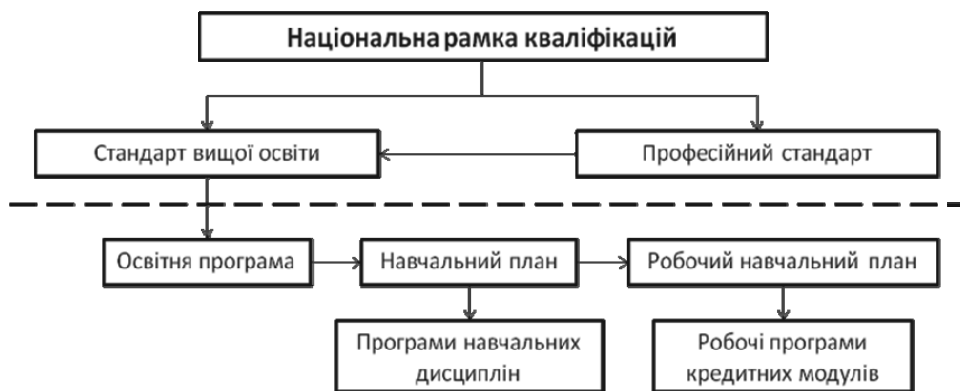 Національна рамка кваліфікацій
Стандарт вищої освіти
Професійний стандарт
Освітня програма
Навчальний план
Робочий навчальний план
Програми навчальних
дисциплін
Робочі програми
кредитних модулів